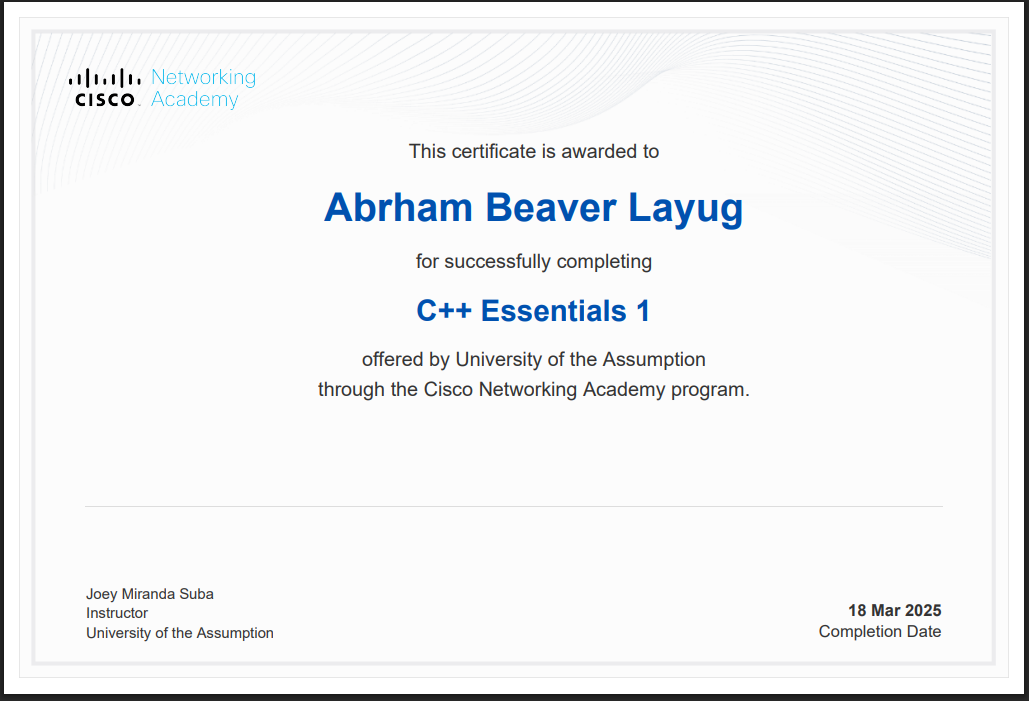 Networking
CISCO Academy
This certificate is awarded to
Abrham Beaver Layug
for successfully completing
C++ Essentials 1
offered by University of the Assumption
through the Cisco Networking Academy program.
Joey Miranda Suba
Instructor
University of the Assumption
18 Mar 2025
Completion Date